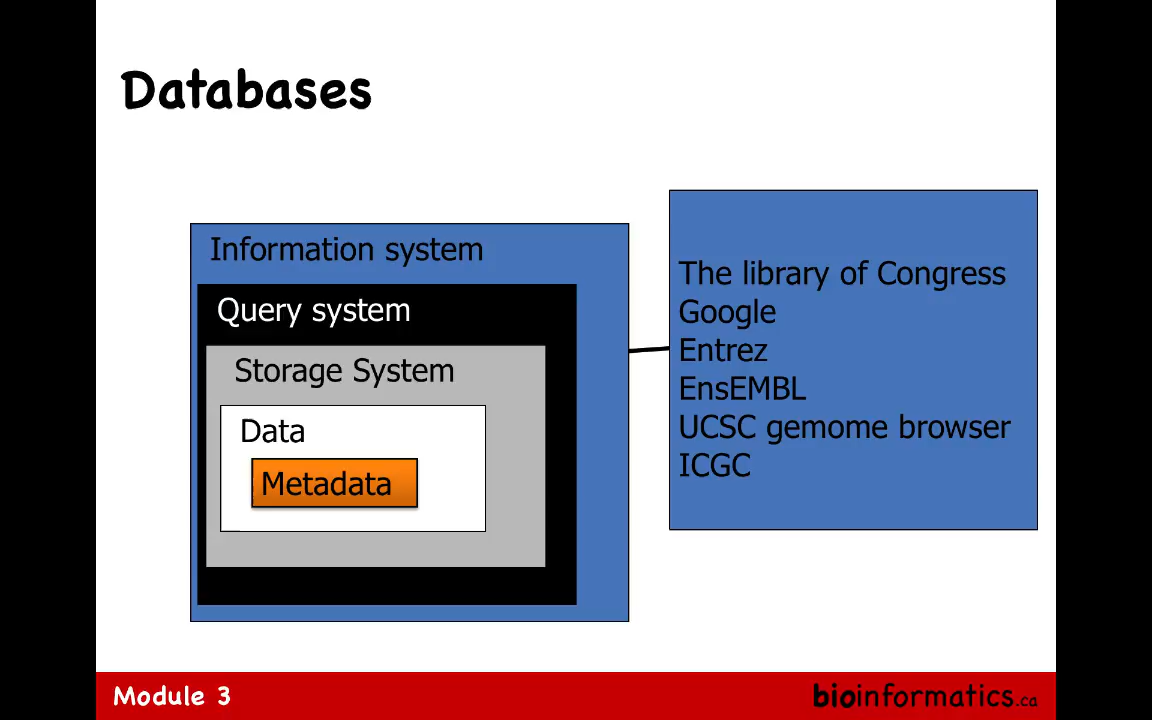 Databases
Information system
Query system
Storage System
Data
Metadata
The library of Congress
Google
Entrez
EnsEMBL
UCSC gemome browser
ICGC
Module 3
bioinformatics.ca